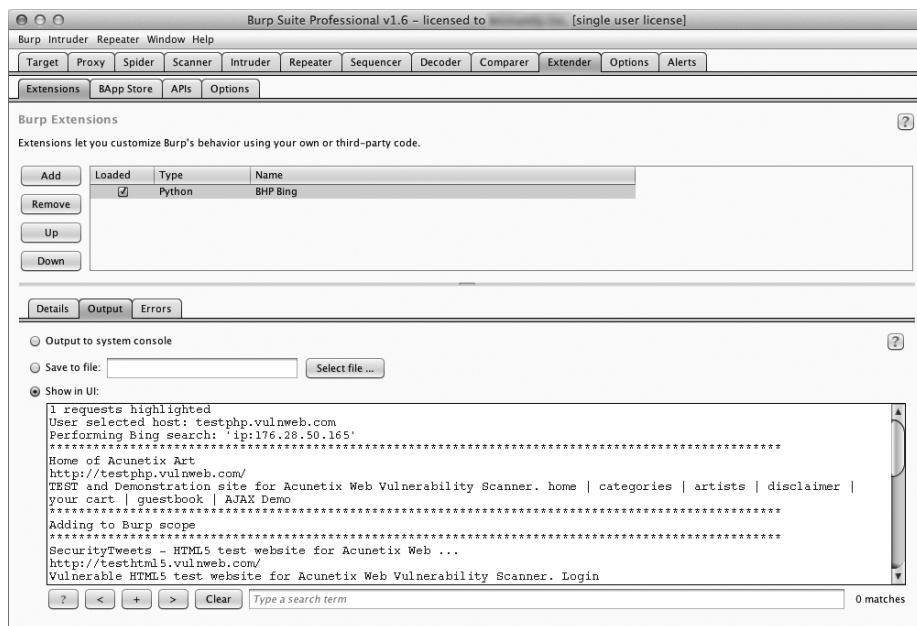 Burp Suite Professional v1.6 – licensed to [single user license]
Burp Intruder Repeater Window Help
Target Proxy Spider Scanner Intruder Repeater Sequencer Decoder Comparer Extender Options Alerts
Extensions BApp Store APIs Options
Burp Extensions
?
Extensions let you customize Burp's behavior using your own or third-party code.
Add
Remove
Up
Down
Loaded Type Name
Python BHP Bing
Details Output Errors
Output to system console
?
Save to file: Select file ...
Show in UI:
1 requests highlighted
User selected host: testphp.vulnweb.com
Performing Bing search: 'ip:176.28.50.165'
****************************************************************************************************
Home of Acunetix Art
http://testphp.vulnweb.com/
TEST and Demonstration site for Acunetix Web Vulnerability Scanner. home | categories | artists | disclaimer |
your cart | guestbook | AJAX Demo
****************************************************************************************************
Adding to Burp scope
****************************************************************************************************
SecurityTweets - HTML5 test website for Acunetix Web ...
http://testhtml5.vulnweb.com/
Vulnerable HTML5 test website for Acunetix Web Vulnerability Scanner. Login
? < + > Clear Type a search term 0 matches